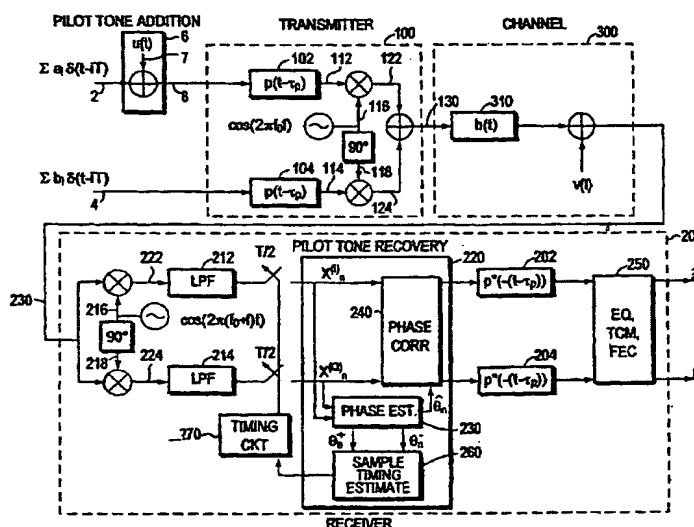 PILOT TONE ADDITION
TRANSMITTER
CHANNEL
6
u(t)
7
100
300
Σ aᵢ δ(t-iT)
2
8
102
p(t-τₚ)
112
122
116
cos(2πf₀t)
90°
118
130
310
b(t)
Σ bᵢ δ(t-iT)
4
104
p(t-τₚ)
114
124
v(t)
PILOT TONE RECOVERY
220
200
222
212
LPF
T/2
X⁽ᴵ⁾ₙ
202
p*(-(t-τₚ))
250
230
216
cos(2π(f₀+f)t)
90°
218
240
PHASE
CORR
EQ,
TCM,
FEC
224
214
LPF
T/2
X⁽Q⁾ₙ
204
p*(-(t-τₚ))
PHASE EST.
θ̂ₙ
230
270
TIMING
CKT
θₙ⁺
θₙ⁻
SAMPLE
TIMING
ESTIMATE
260
RECEIVER